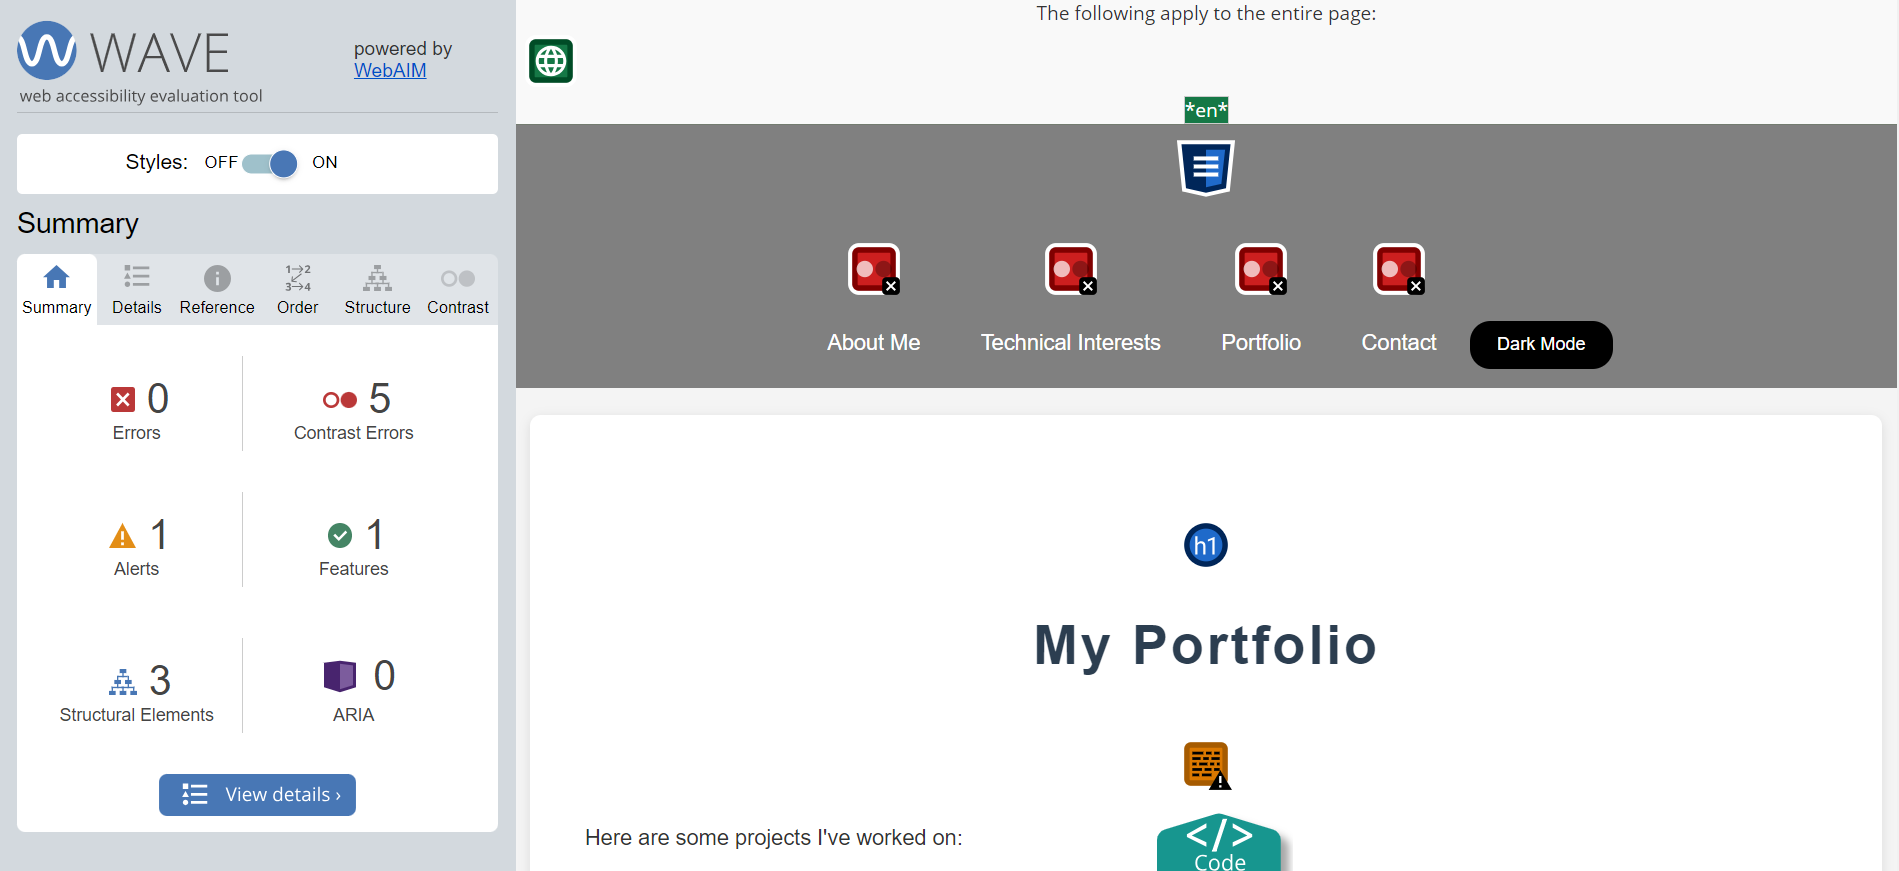 WAVE
powered by
WebAIM
web accessibility evaluation tool
Styles: OFF ON
Summary
Summary Details Reference Order Structure Contrast
0
Errors
5
Contrast Errors
1
Alerts
1
Features
3
Structural Elements
0
ARIA
View details ›
The following apply to the entire page:
*en*
About Me Technical Interests Portfolio Contact Dark Mode
h1
My Portfolio
Here are some projects I've worked on:
</>
Code